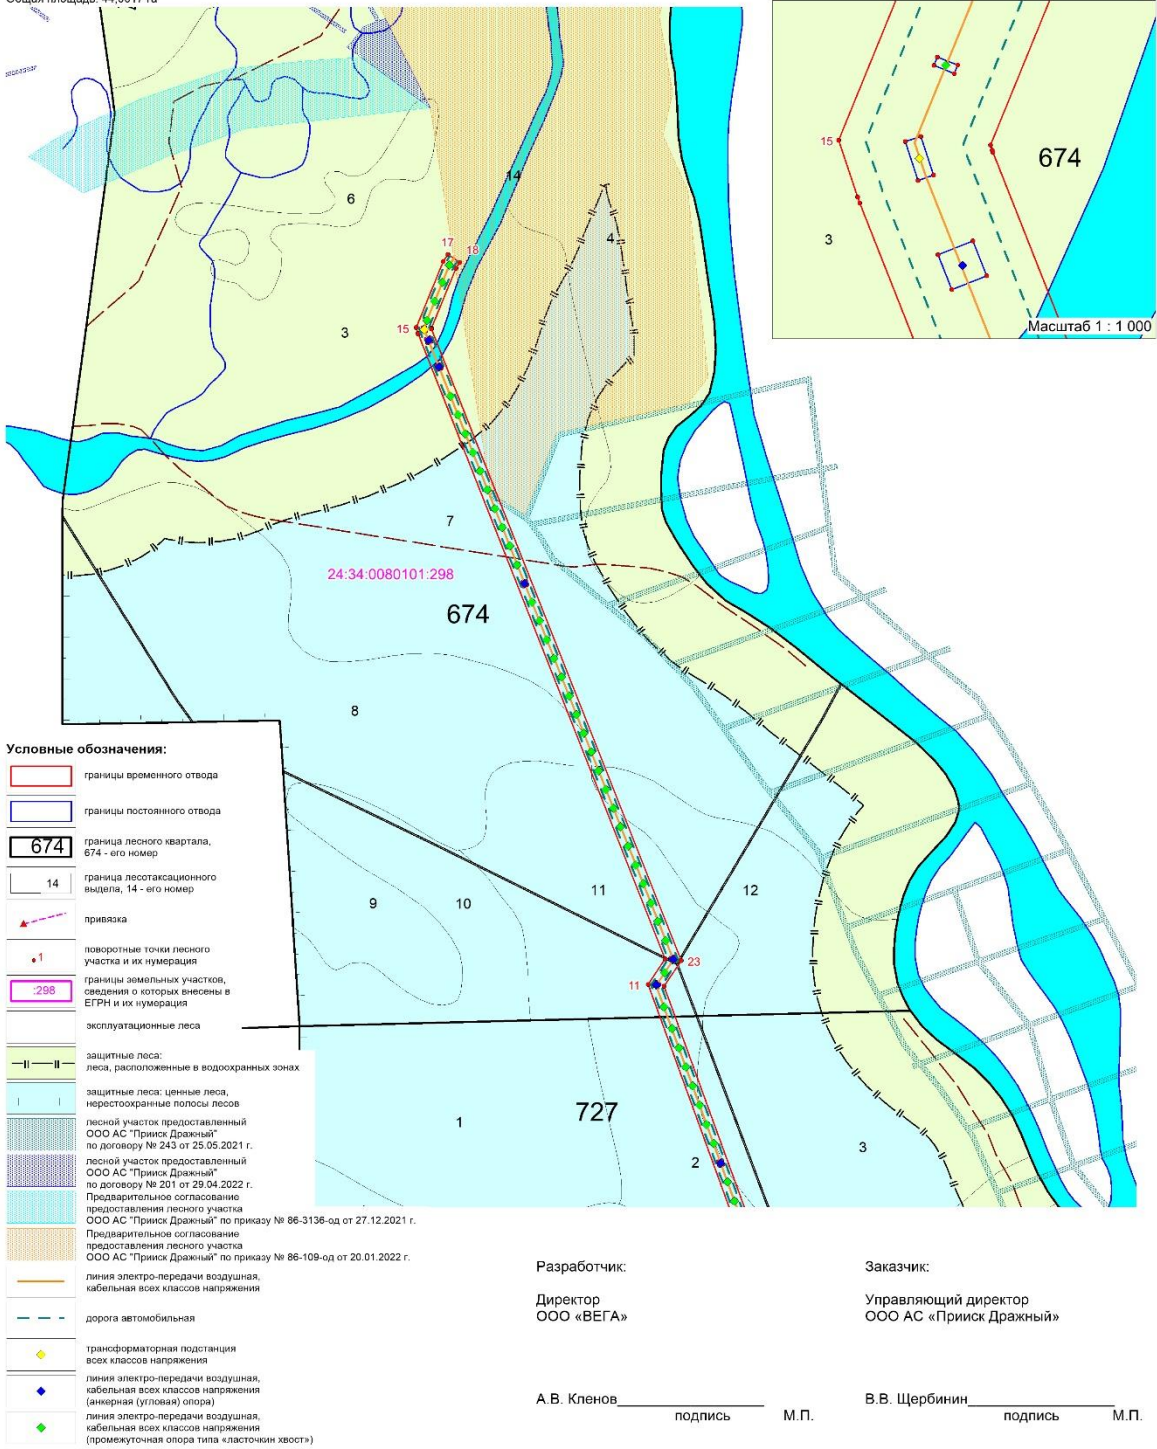 Общая площадь: 44,0017 га
674
15
3
Масштаб 1 : 1 000
6
14
4
17
18
15
3
7
24:34:0080101:298
674
8
9
10
11
12
23
11
727
1
2
3
Условные обозначения:
границы временного отвода
границы постоянного отвода
674
граница лесного квартала,
674 - его номер
14
граница лесотаксационного
выдела, 14 - его номер
привязка
1
поворотные точки лесного
участка и их нумерация
:298
границы земельных участков,
сведения о которых внесены в
ЕГРН и их нумерация
эксплуатационные леса
защитные леса:
леса, расположенные в водоохранных зонах
защитные леса: ценные леса,
нерестоохранные полосы лесов
лесной участок предоставленный
ООО АС "Прииск Дражный"
по договору № 243 от 25.05.2021 г.
лесной участок предоставленный
ООО АС "Прииск Дражный"
по договору № 201 от 29.04.2022 г.
Предварительное согласование
предоставления лесного участка
ООО АС "Прииск Дражный" по приказу № 86-3136-од от 27.12.2021 г.
Предварительное согласование
предоставления лесного участка
ООО АС "Прииск Дражный" по приказу № 86-109-од от 20.01.2022 г.
линия электро-передачи воздушная,
кабельная всех классов напряжения
дорога автомобильная
трансформаторная подстанция
всех классов напряжения
линия электро-передачи воздушная,
кабельная всех классов напряжения
(анкерная (угловая) опора)
линия электро-передачи воздушная,
кабельная всех классов напряжения
(промежуточная опора типа «ласточкин хвост»)
Разработчик:
Директор
ООО «ВЕГА»
А.В. Кленов
подпись М.П.
Заказчик:
Управляющий директор
ООО АС «Прииск Дражный»
В.В. Щербинин
подпись М.П.